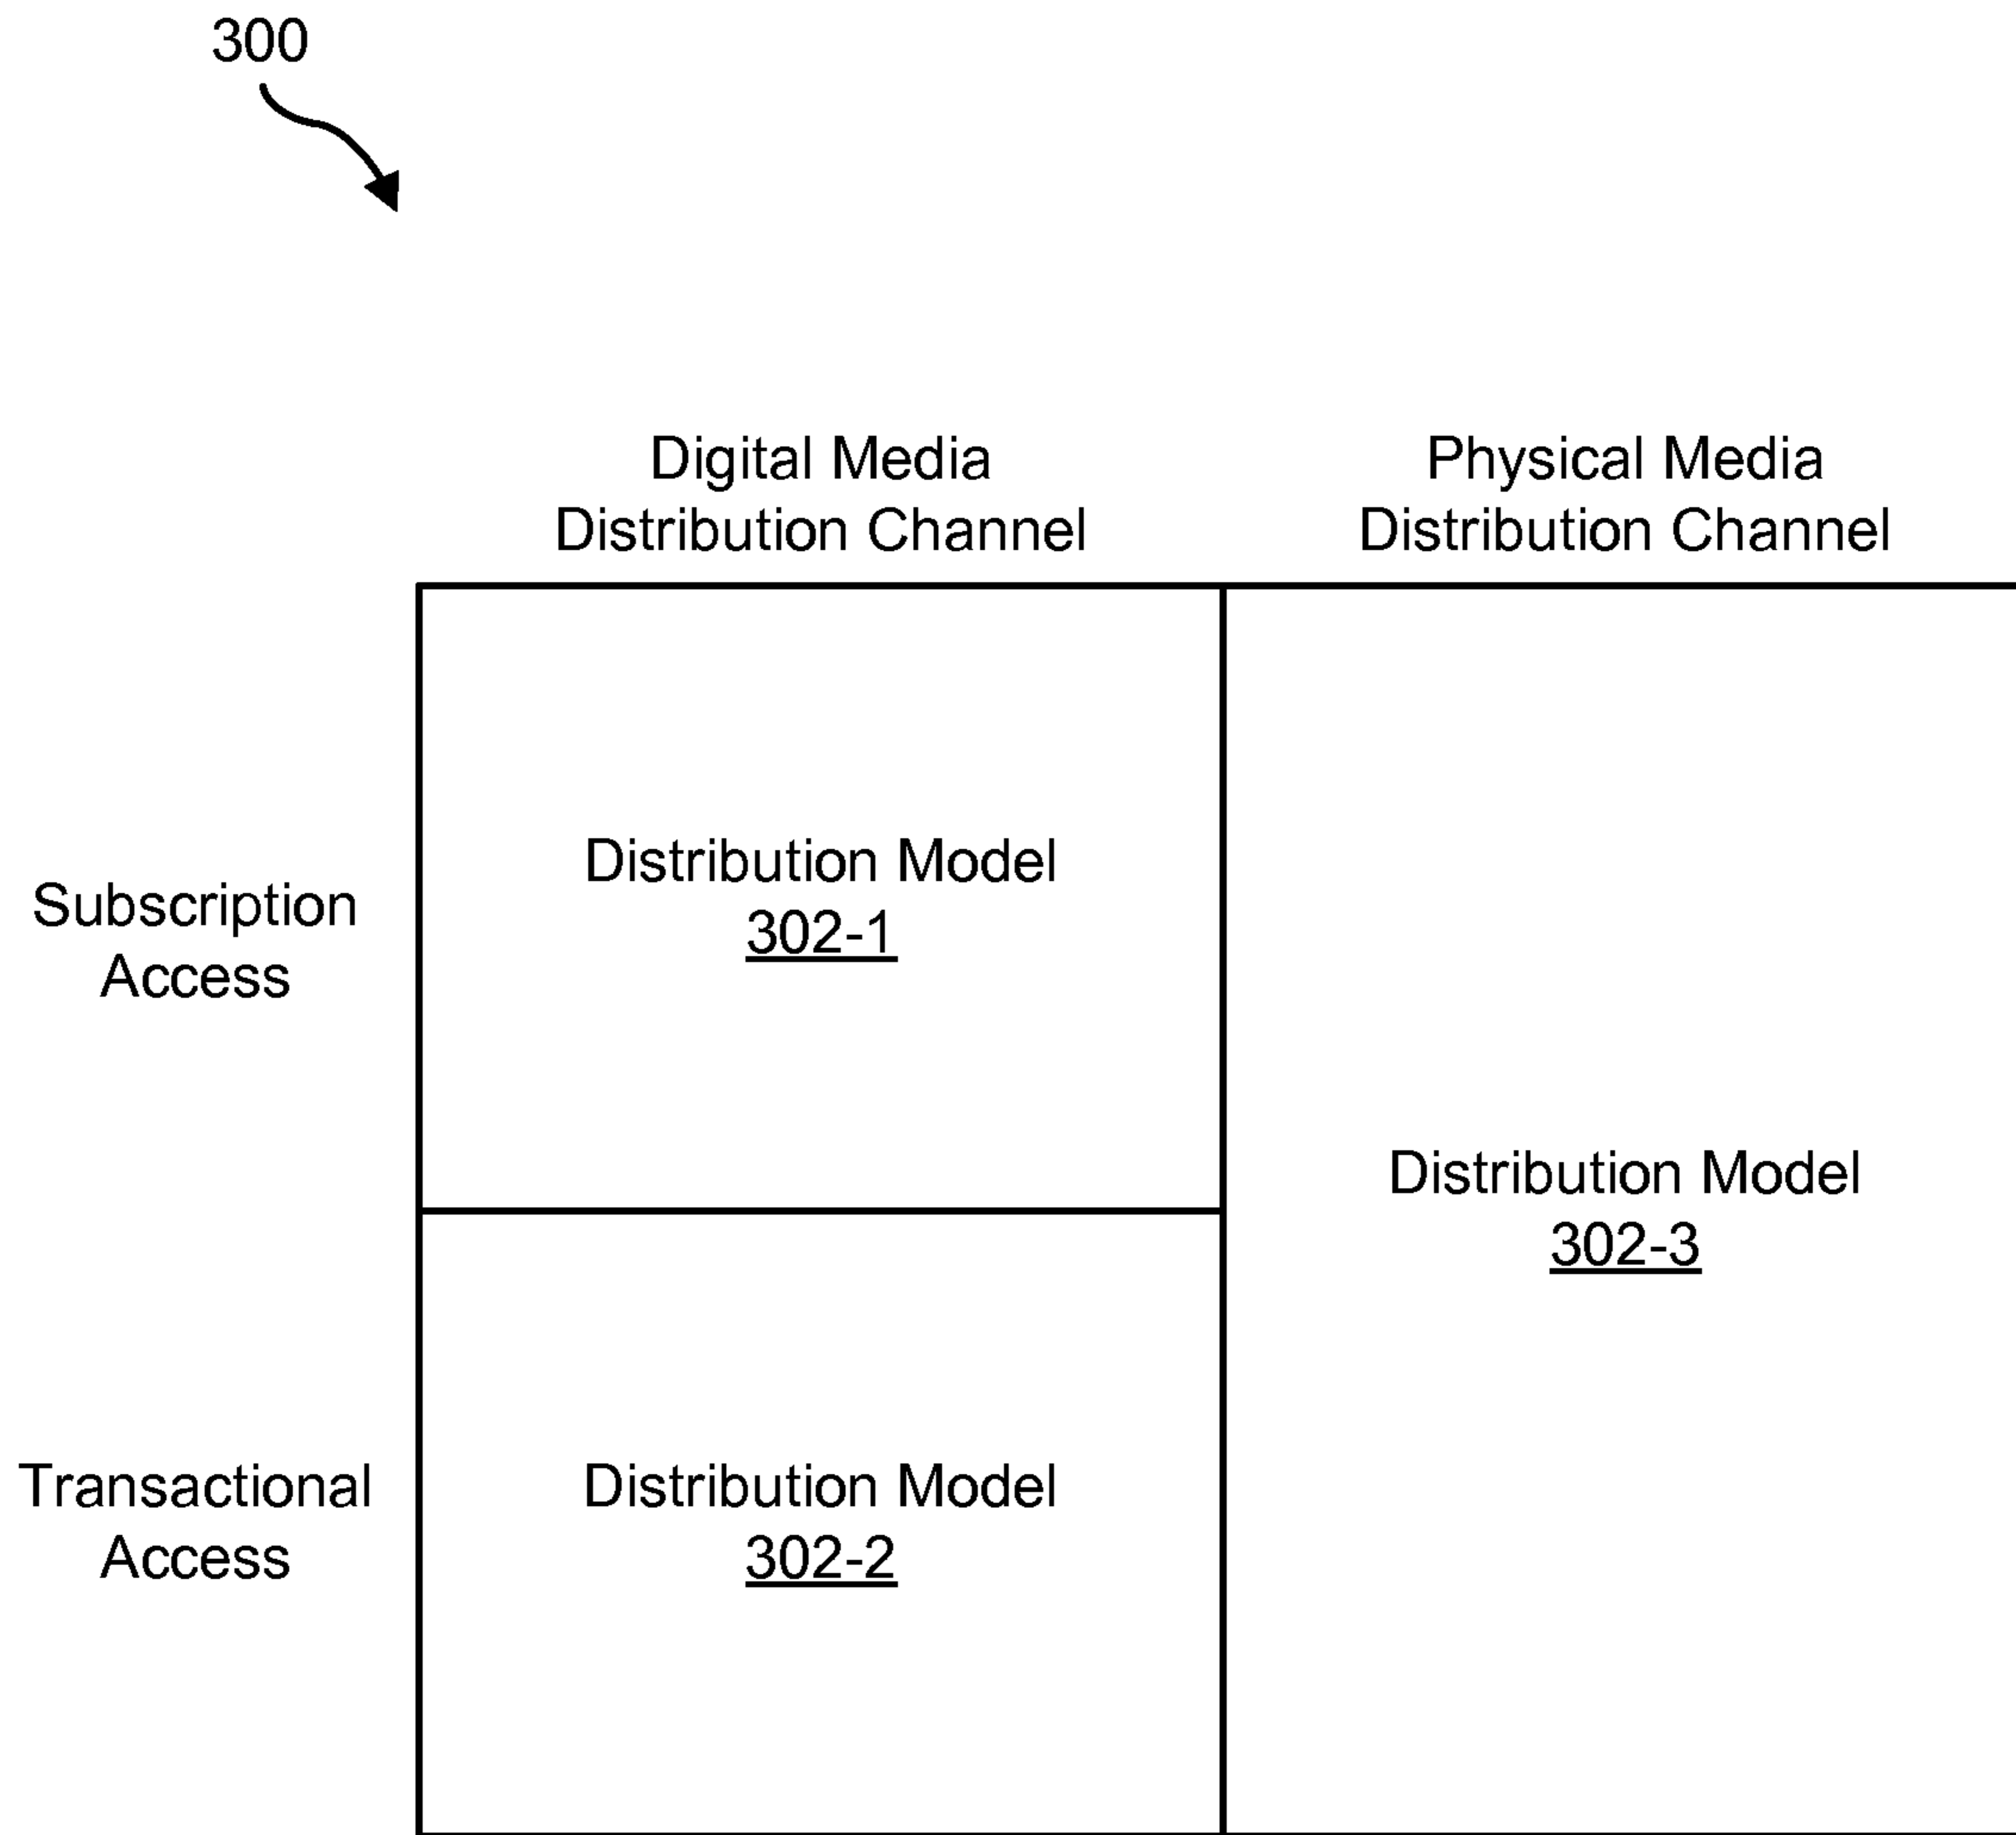 300
Digital Media
Distribution Channel
Physical Media
Distribution Channel
Subscription
Access
Distribution Model
302-1
Distribution Model
302-3
Transactional
Access
Distribution Model
302-2